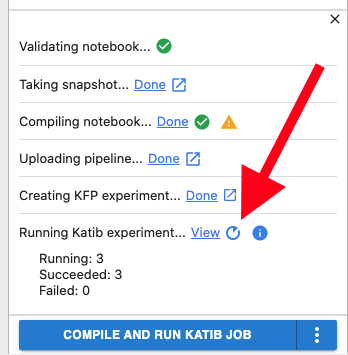 Validating notebook...
Taking snapshot... Done
Compiling notebook... Done
Uploading pipeline... Done
Creating KFP experiment... Done
Running Katib experiment... View
Running: 3
Succeeded: 3
Failed: 0
COMPILE AND RUN KATIB JOB